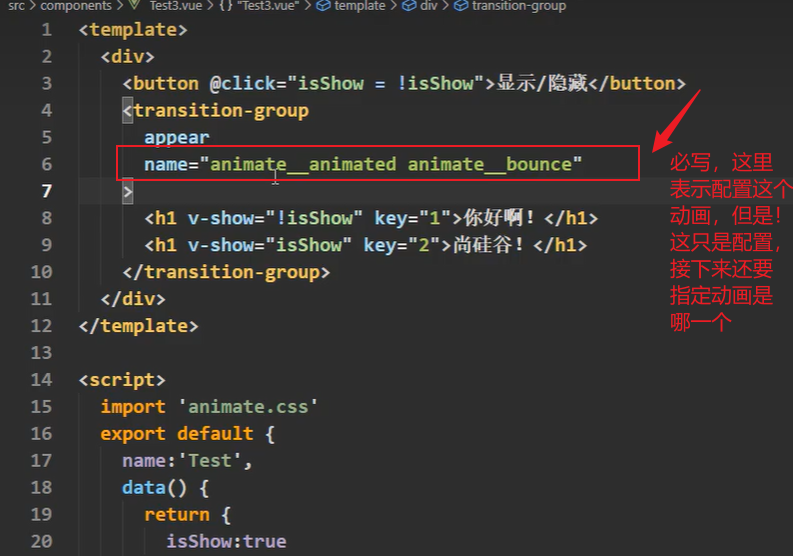 src > components > Test3.vue > {} "Test3.vue" > template > div > transition-group
1 <template>
2 <div>
3 <button @click="isShow = !isShow">显示/隐藏</button>
4 <transition-group
5 appear
6 name="animate__animated animate__bounce"
7 >
8 <h1 v-show="!isShow" key="1">你好啊！</h1>
9 <h1 v-show="isShow" key="2">尚硅谷！</h1>
10 </transition-group>
11 </div>
12 </template>
13
14 <script>
15 import 'animate.css'
16 export default {
17 name:'Test',
18 data() {
19 return {
20 isShow:true
必写，这里
表示配置这个
动画，但是！
这只是配置，
接下来还要
指定动画是
哪一个